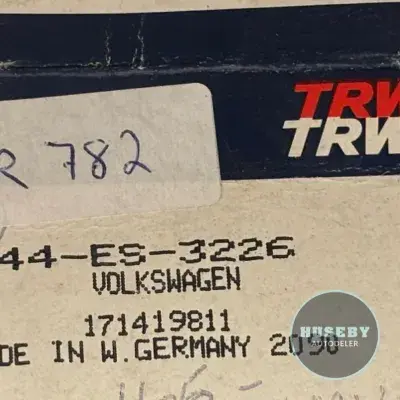 TRW
TRW
R 782
44-ES-3226
VOLKSWAGEN
171419811
DE IN W.GERMANY 2090
HUSEBY
AUTODELER